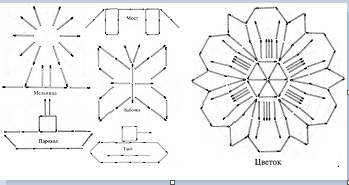 Мост
Мельница
Бабочка
Пароход
Танк
Цветок